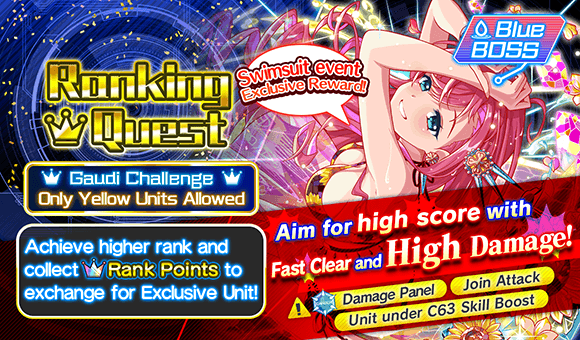 Blue
BOSS
Ranking
Quest
Swimsuit event
Exclusive Reward!
Gaudi Challenge
Only Yellow Units Allowed
Achieve higher rank and
collect Rank Points to
exchange for Exclusive Unit!
Aim for high score with
Fast Clear and High Damage!
Damage Panel
Join Attack
Unit under C63 Skill Boost